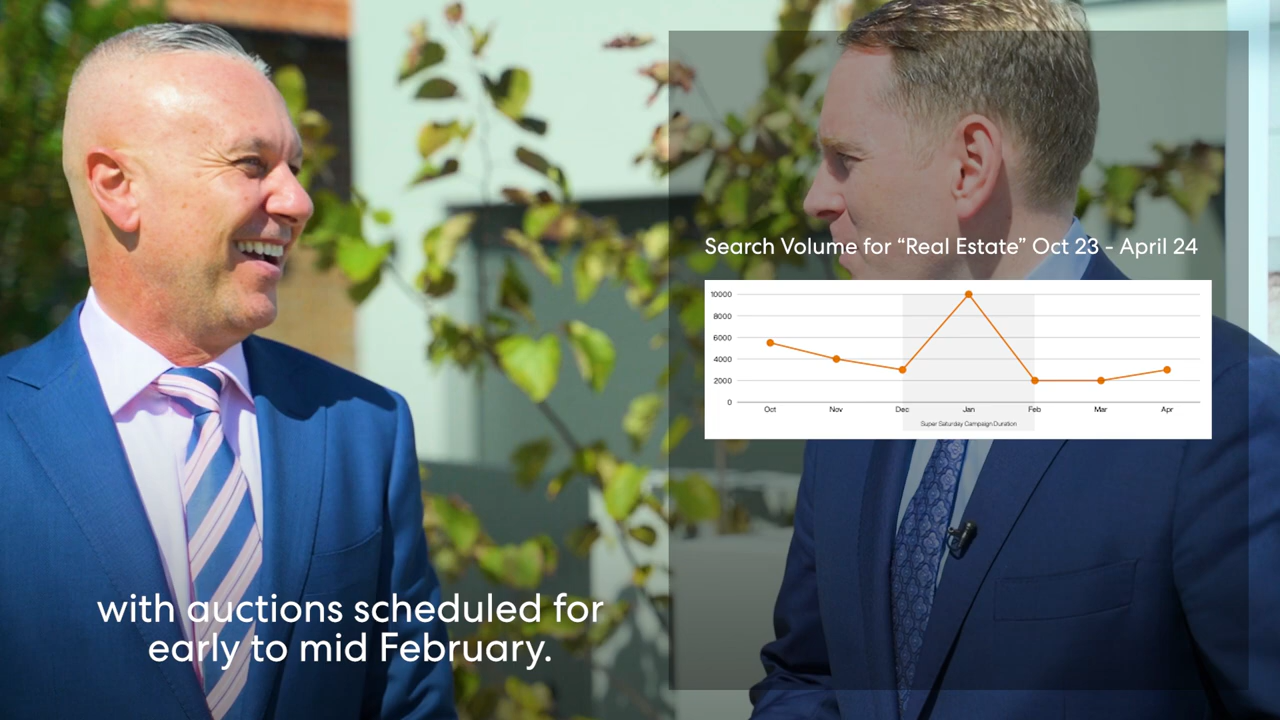 Search Volume for “Real Estate” Oct 23 - April 24
10000
8000
6000
4000
2000
0
Oct Nov Dec Jan Feb Mar Apr
Super Saturday Campaign Duration
with auctions scheduled for
early to mid February.